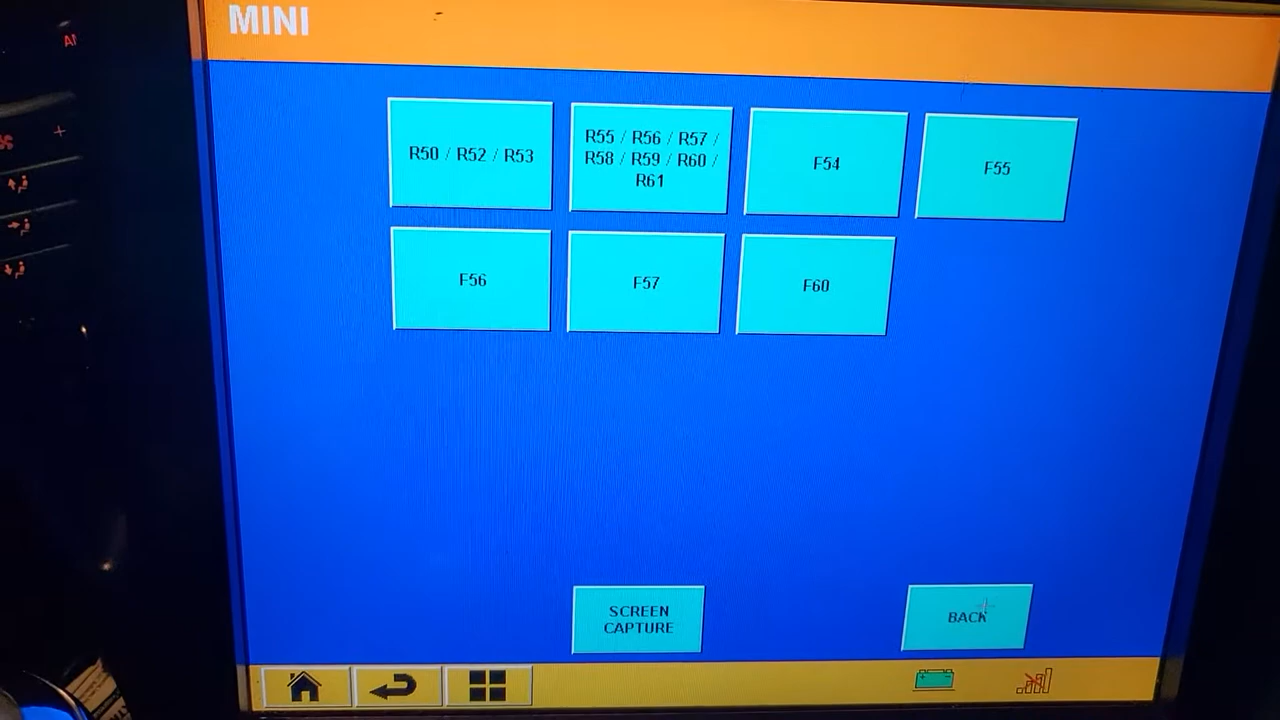 MINI
R50 / R52 / R53
R55 / R56 / R57 /
R58 / R59 / R60 /
R61
F54
F55
F56
F57
F60
SCREEN
CAPTURE
BACK